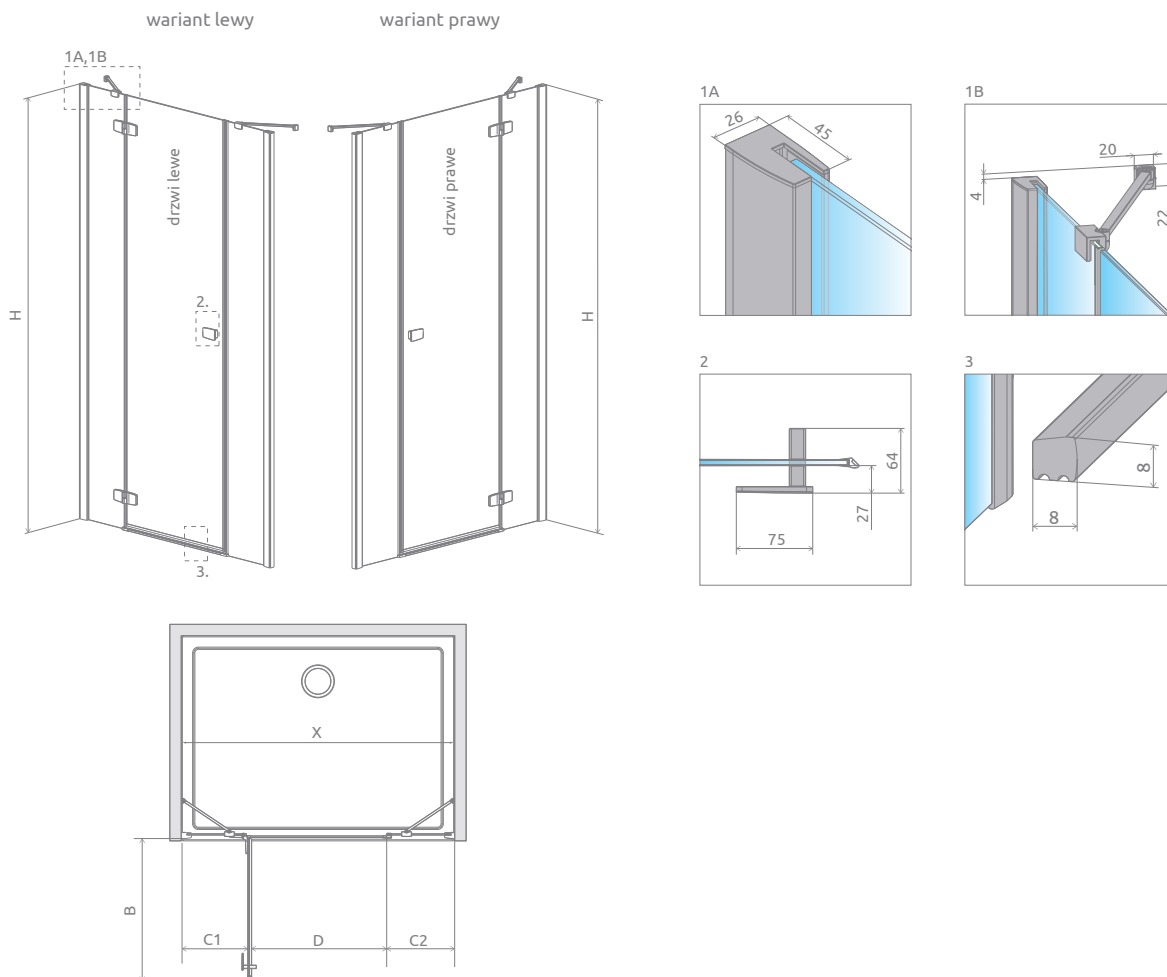 wariant lewy
wariant prawy
1A,1B
drzwi lewe
drzwi prawe
H
H
2.
3.
1A
26
45
1B
20
4
22
2
64
27
75
3
8
8
X
B
C1
D
C2